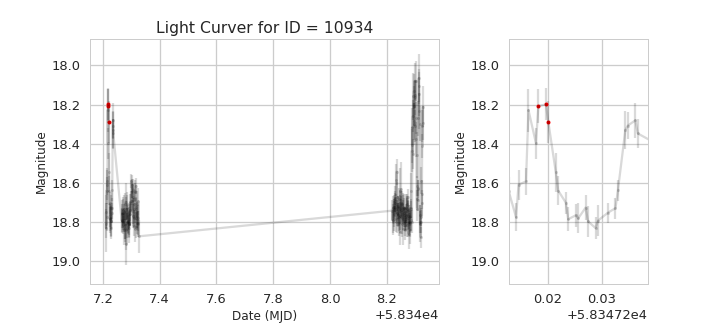 Light Curver for ID = 10934
Magnitude
18.0
18.2
18.4
18.6
18.8
19.0
7.2 7.4 7.6 7.8 8.0 8.2
Date (MJD)
+5.834e4
Magnitude
18.0
18.2
18.4
18.6
18.8
19.0
0.02 0.03
+5.83472e4